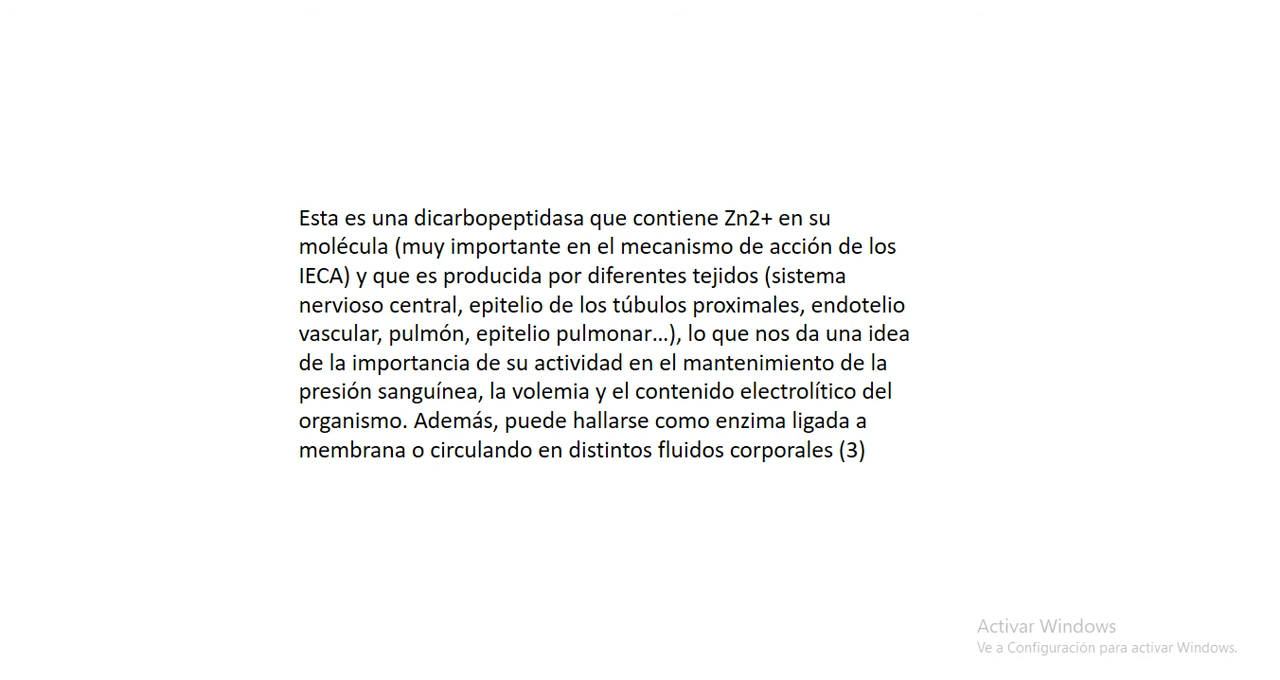 Esta es una dicarbopeptidasa que contiene Zn2+ en su
molécula (muy importante en el mecanismo de acción de los
IECA) y que es producida por diferentes tejidos (sistema
nervioso central, epitelio de los túbulos proximales, endotelio
vascular, pulmón, epitelio pulmonar…), lo que nos da una idea
de la importancia de su actividad en el mantenimiento de la
presión sanguínea, la volemia y el contenido electrolítico del
organismo. Además, puede hallarse como enzima ligada a
membrana o circulando en distintos fluidos corporales (3)
Activar Windows
Ve a Configuración para activar Windows.